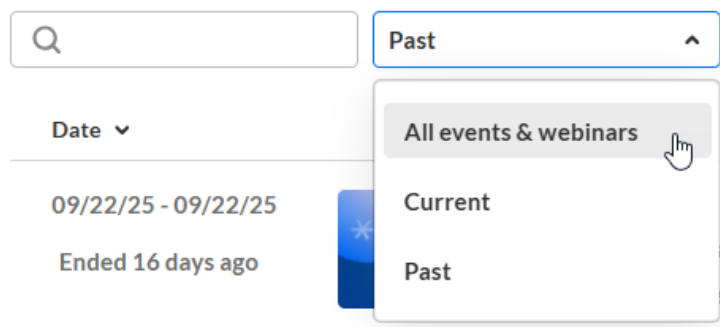 Past
All events & webinars
Date
Current
09/22/25 - 09/22/25
Past
Ended 16 days ago